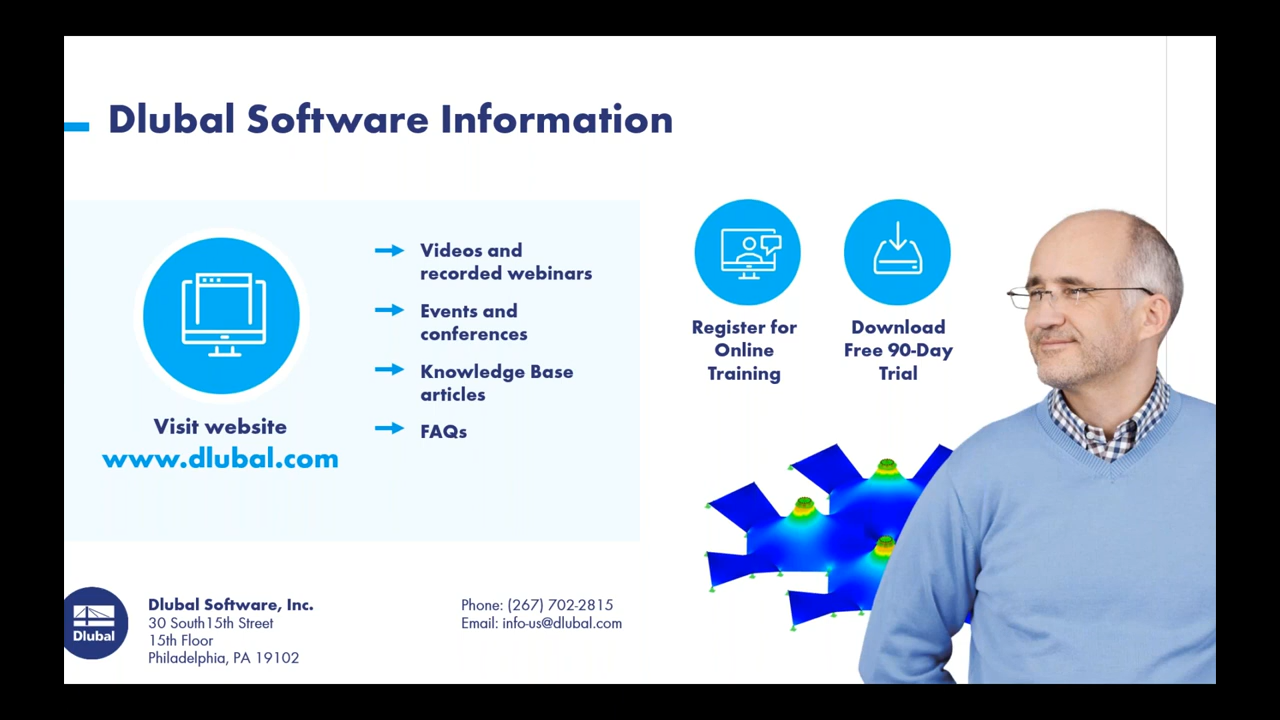 Dlubal Software Information
Visit website
www.dlubal.com
Videos and
recorded webinars
Events and
conferences
Knowledge Base
articles
FAQs
Register for
Online
Training
Download
Free 90-Day
Trial
Dlubal
Dlubal Software, Inc.
30 South15th Street
15th Floor
Philadelphia, PA 19102
Phone: (267) 702-2815
Email: info-us@dlubal.com